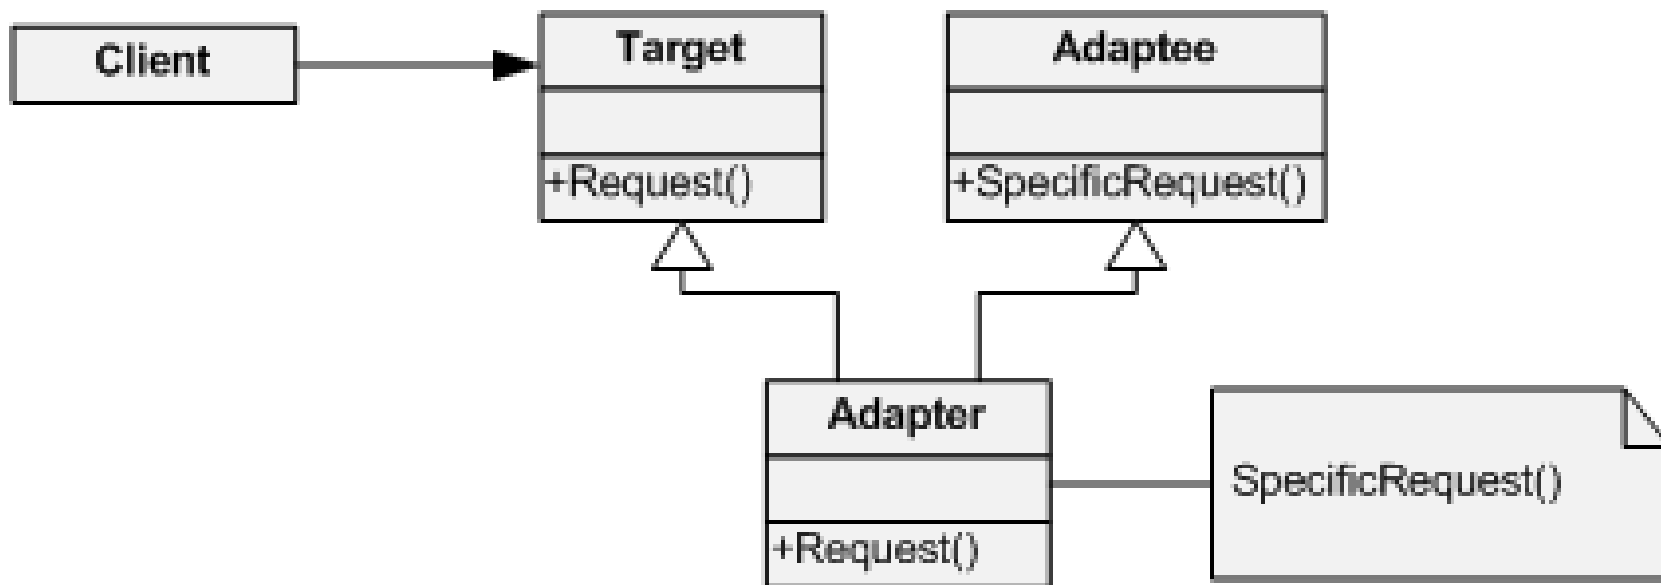 Client
Target
+Request()
Adaptee
+SpecificRequest()
Adapter
+Request()
SpecificRequest()